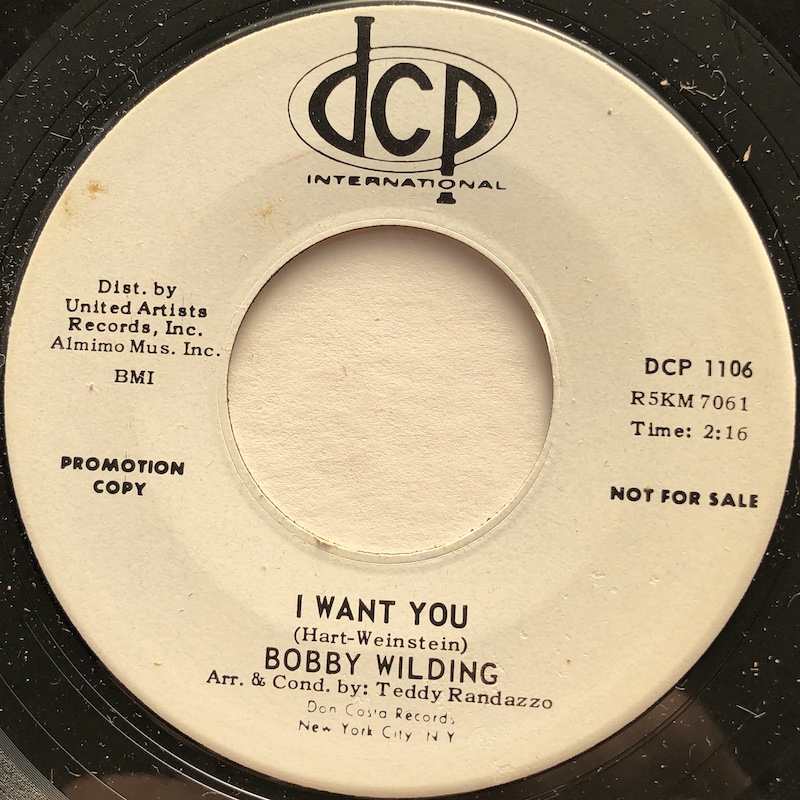 dcp
INTERNATIONAL
Dist. by
United Artists
Records, Inc.
Almimo Mus. Inc.
BMI
DCP 1106
R5KM 7061
Time: 2:16
PROMOTION
COPY
NOT FOR SALE
I WANT YOU
(Hart-Weinstein)
BOBBY WILDING
Arr. & Cond. by: Teddy Randazzo
Don Costa Records
New York City N Y